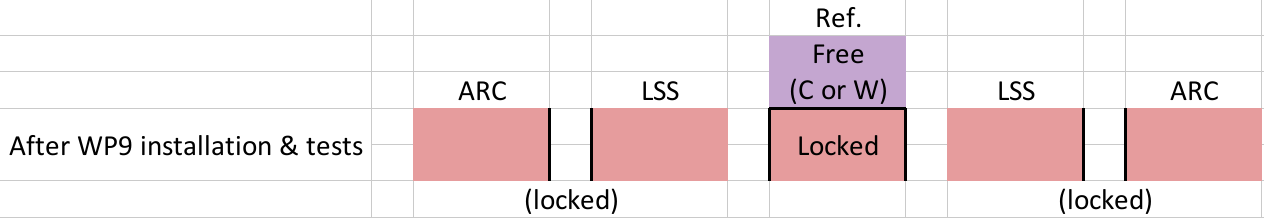 Ref.
Free
ARC LSS (C or W) LSS ARC
After WP9 installation & tests Locked
(locked) (locked)